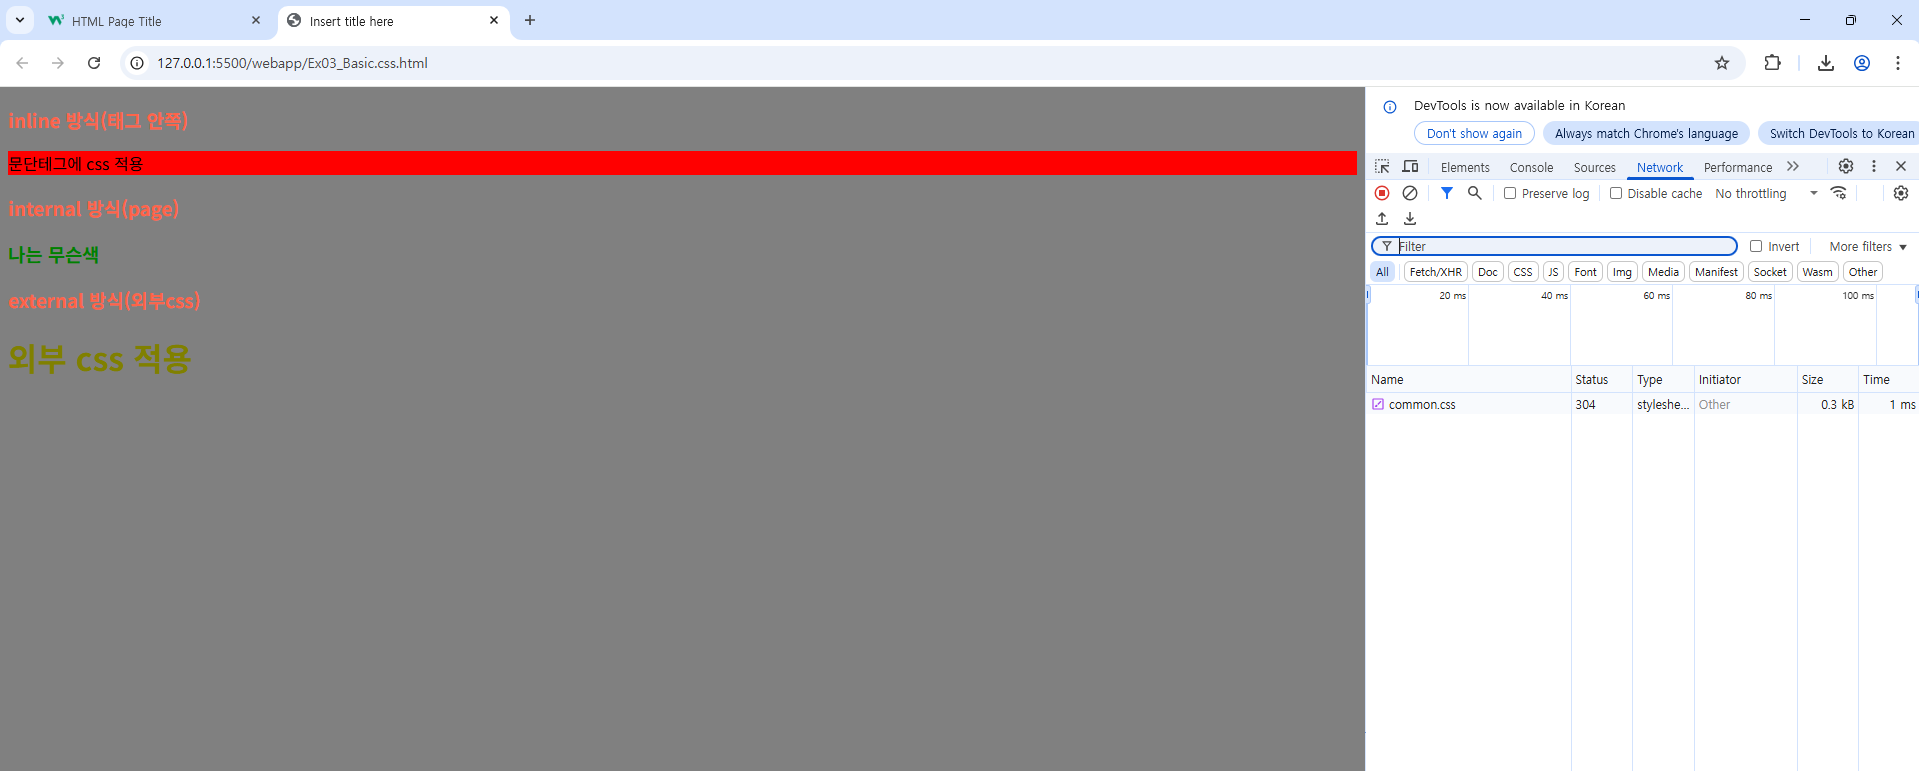 HTML Page Title
Insert title here
127.0.0.1:5500/webapp/Ex03_Basic.css.html
inline 방식(태그 안쪽)
문단테그에 css 적용
internal 방식(page)
나는 무슨색
external 방식(외부css)
외부 css 적용
DevTools is now available in Korean
Don't show again Always match Chrome's language Switch DevTools to Korean
Elements Console Sources Network Performance
Preserve log Disable cache No throttling
Filter Invert More filters
All Fetch/XHR Doc CSS JS Font Img Media Manifest Socket Wasm Other
20 ms 40 ms 60 ms 80 ms 100 ms
Name Status Type Initiator Size Time
common.css 304 styleshe... Other 0.3 kB 1 ms